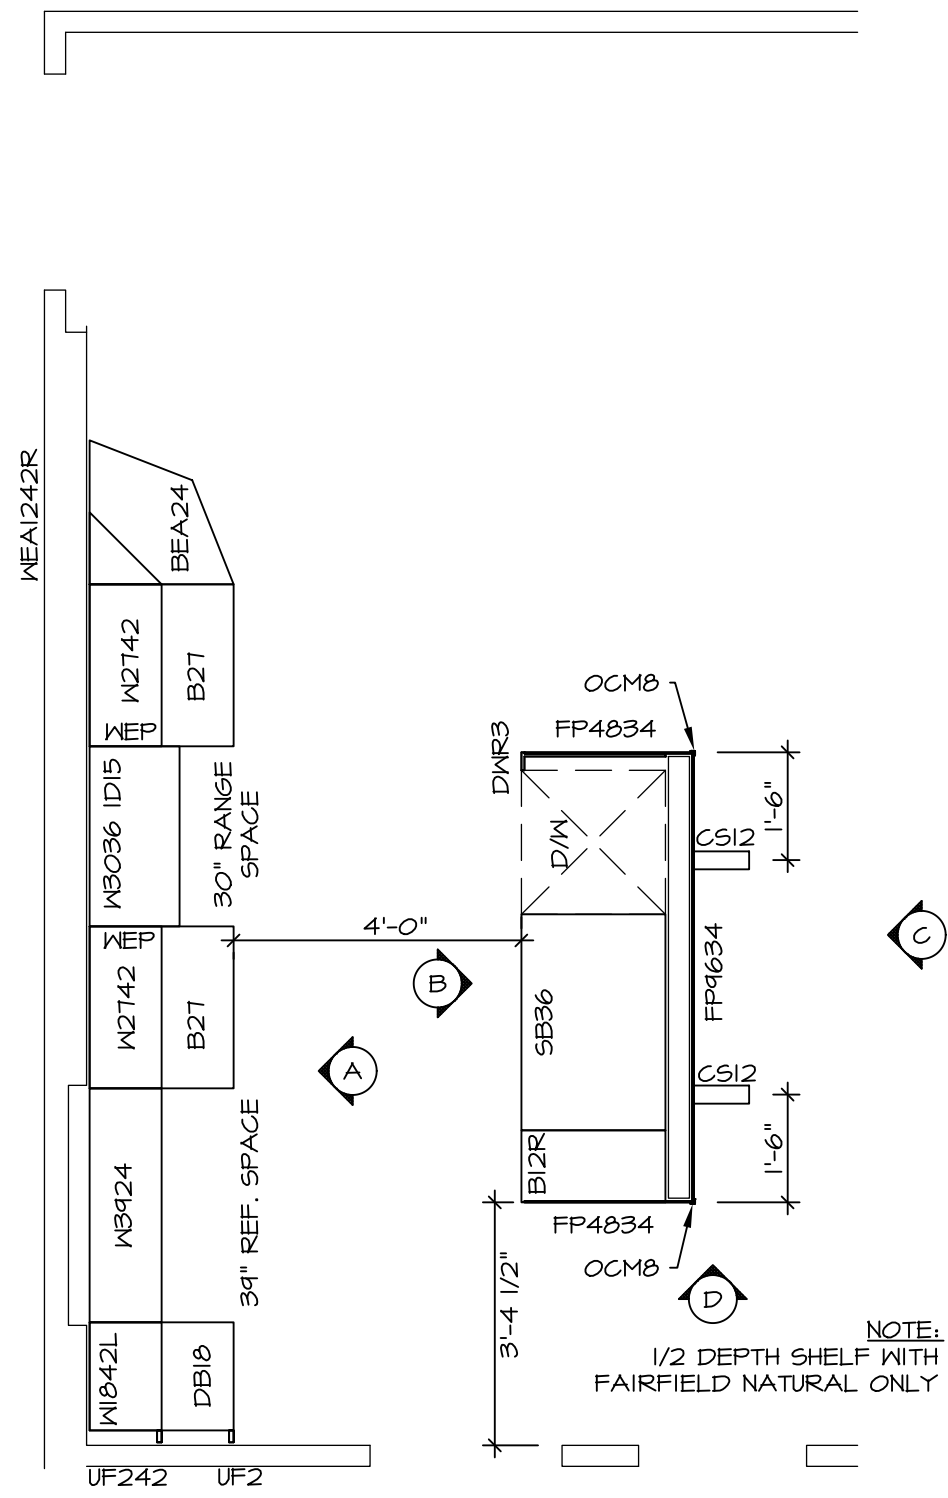 WEA1242R
BEA24
W2742
B27
WEP
W3036 1D15
30" RANGE
SPACE
WEP
W2742
B27
4'-0"
B
A
W3924
39" REF. SPACE
W1842L
DB18
UF242
UF2
OCM8
FP4834
DWR3
D/W
CS12
1'-6"
FP9634
SB36
C
CS12
1'-6"
B12R
FP4834
OCM8
D
3'-4 1/2"
NOTE:
1/2 DEPTH SHELF WITH
FAIRFIELD NATURAL ONLY